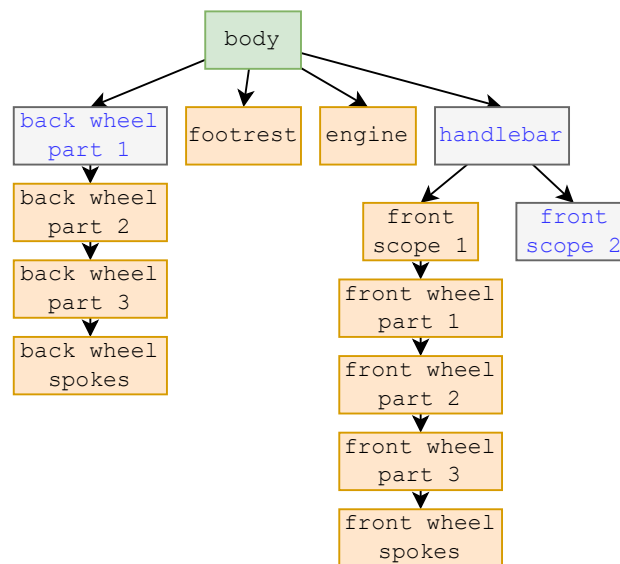 body
back wheel
part 1
footrest
engine
handlebar
back wheel
part 2
front
scope 1
front
scope 2
back wheel
part 3
front wheel
part 1
back wheel
spokes
front wheel
part 2
front wheel
part 3
front wheel
spokes